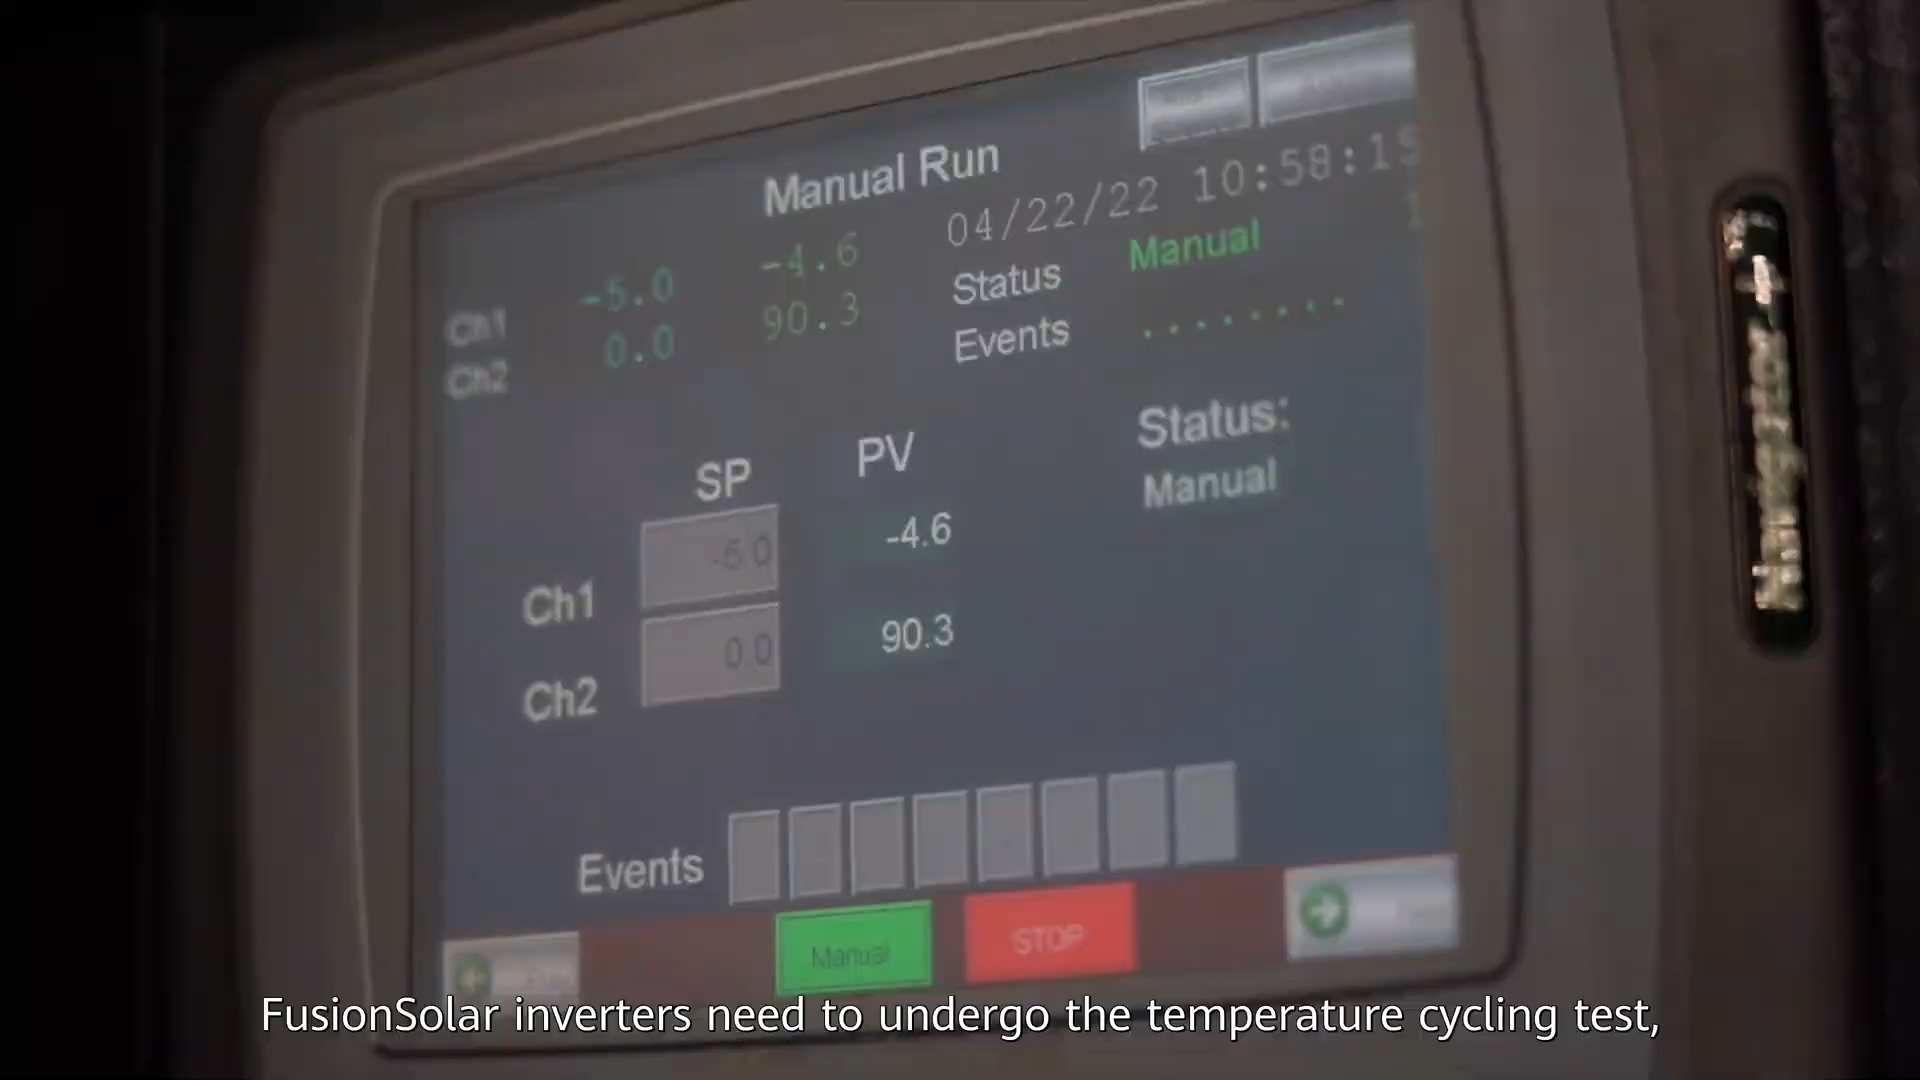 Manual Run
04/22/22 10:58:15
Ch1 -5.0 -4.6 Status Manual
Ch2 0.0 90.3 Events ........
SP PV Status:
Manual
Ch1 -5.0 -4.6
Ch2 0.0 90.3
Events
Manual STOP
FusionSolar inverters need to undergo the temperature cycling test,